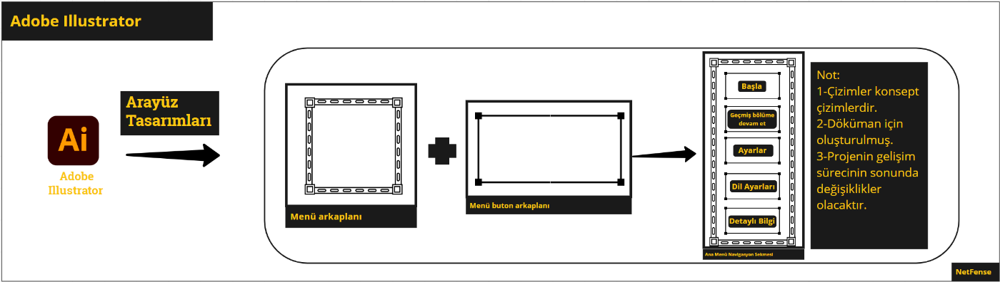 Adobe Illustrator
Arayüz
Tasarımları
Ai
Adobe
Illustrator
Menü arkaplanı
Menü buton arkaplanı
Başla
Geçmiş bölüme
devam et
Ayarlar
Dil Ayarları
Detaylı Bilgi
Ana Menü Navigasyon Sekmesi
Not:
1-Çizimler konsept
çizimlerdir.
2-Döküman için
oluşturulmuş.
3-Projenin gelişim
sürecinin sonunda
değişiklikler
olacaktır.
NetFense